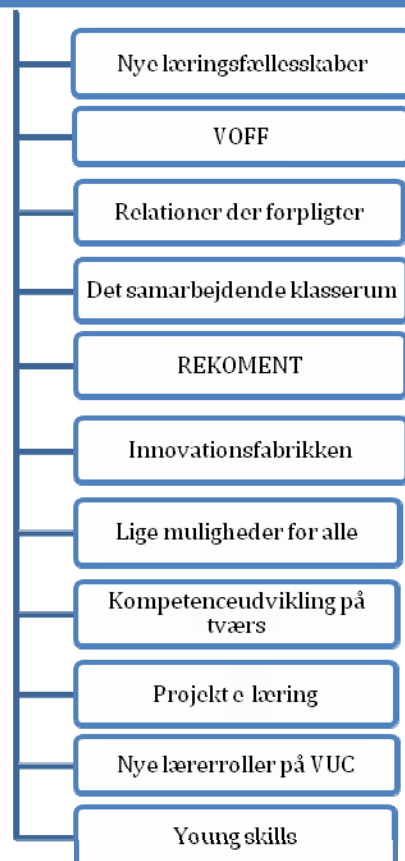 Nye læringsfællesskaber
VOFF
Relationer der forpligter
Det samarbejdende klasserum
REKOMENT
Innovationsfabrikken
Lige muligheder for alle
Kompetenceudvikling på
tværs
Projekt e-læring
Nye lærerroller på VUC
Young skills